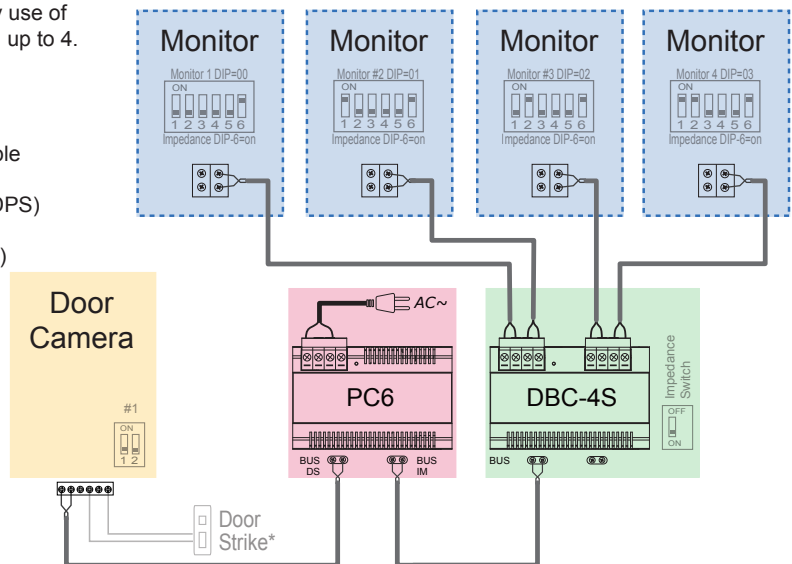 use of
up to 4.
Monitor
Monitor 1 DIP=00
ON
1 2 3 4 5 6
Impedance DIP-6=on
Monitor
Monitor #2 DIP=01
ON
1 2 3 4 5 6
Impedance DIP-6=on
Monitor
Monitor #3 DIP=02
ON
1 2 3 4 5 6
Impedance DIP-6=on
Monitor
Monitor 4 DIP=03
ON
1 2 3 4 5 6
Impedance DIP-6=on
)
Door
Camera
#1
ON
1 2
Door
Strike*
AC~
PC6
BUS
DS
BUS
IM
DBC-4S
BUS
Impedance
Switch
OFF
ON